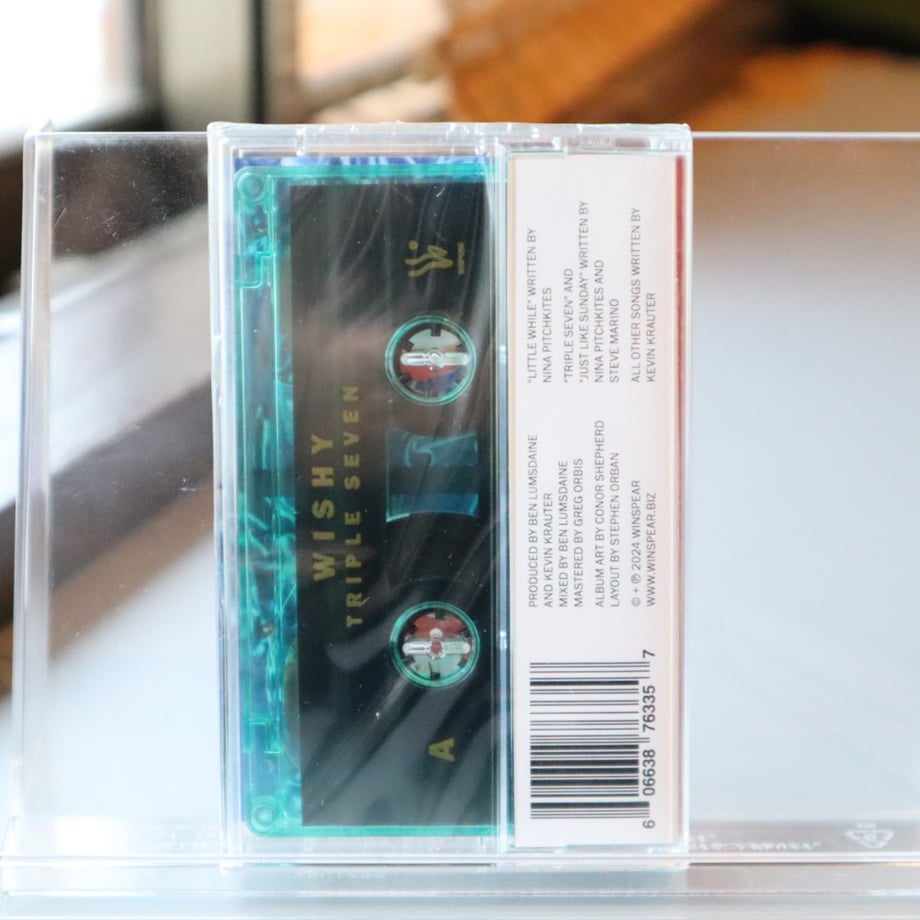 WISHY
TRIPLE SEVEN
A
PRODUCED BY BEN LUMSDAINE
AND KEVIN KRAUTER
MIXED BY BEN LUMSDAINE
MASTERED BY GREG ORBIS
ALBUM ART BY CONOR SHEPHERD
LAYOUT BY STEPHEN ORBAN
© + ℗ 2024 WINSPEAR
WWW.WINSPEAR.BIZ
"LITTLE WHILE" WRITTEN BY
NINA PITCHKITES
"TRIPLE SEVEN" AND
"JUST LIKE SUNDAY" WRITTEN BY
NINA PITCHKITES AND
STEVE MARINO
ALL OTHER SONGS WRITTEN BY
KEVIN KRAUTER
6 06638 76335 7